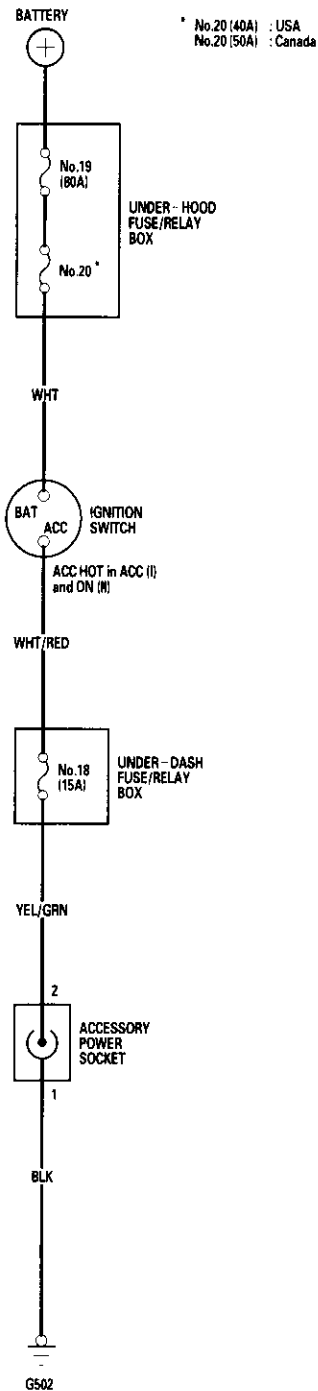 BATTERY
* No.20 (40A) : USA
No.20 (50A) : Canada
No.19
(80A)
No.20 *
UNDER-HOOD
FUSE/RELAY
BOX
WHT
BAT
ACC
IGNITION
SWITCH
ACC HOT in ACC (I)
and ON (II)
WHT/RED
No.18
(15A)
UNDER-DASH
FUSE/RELAY
BOX
YEL/GRN
2
ACCESSORY
POWER
SOCKET
1
BLK
G502